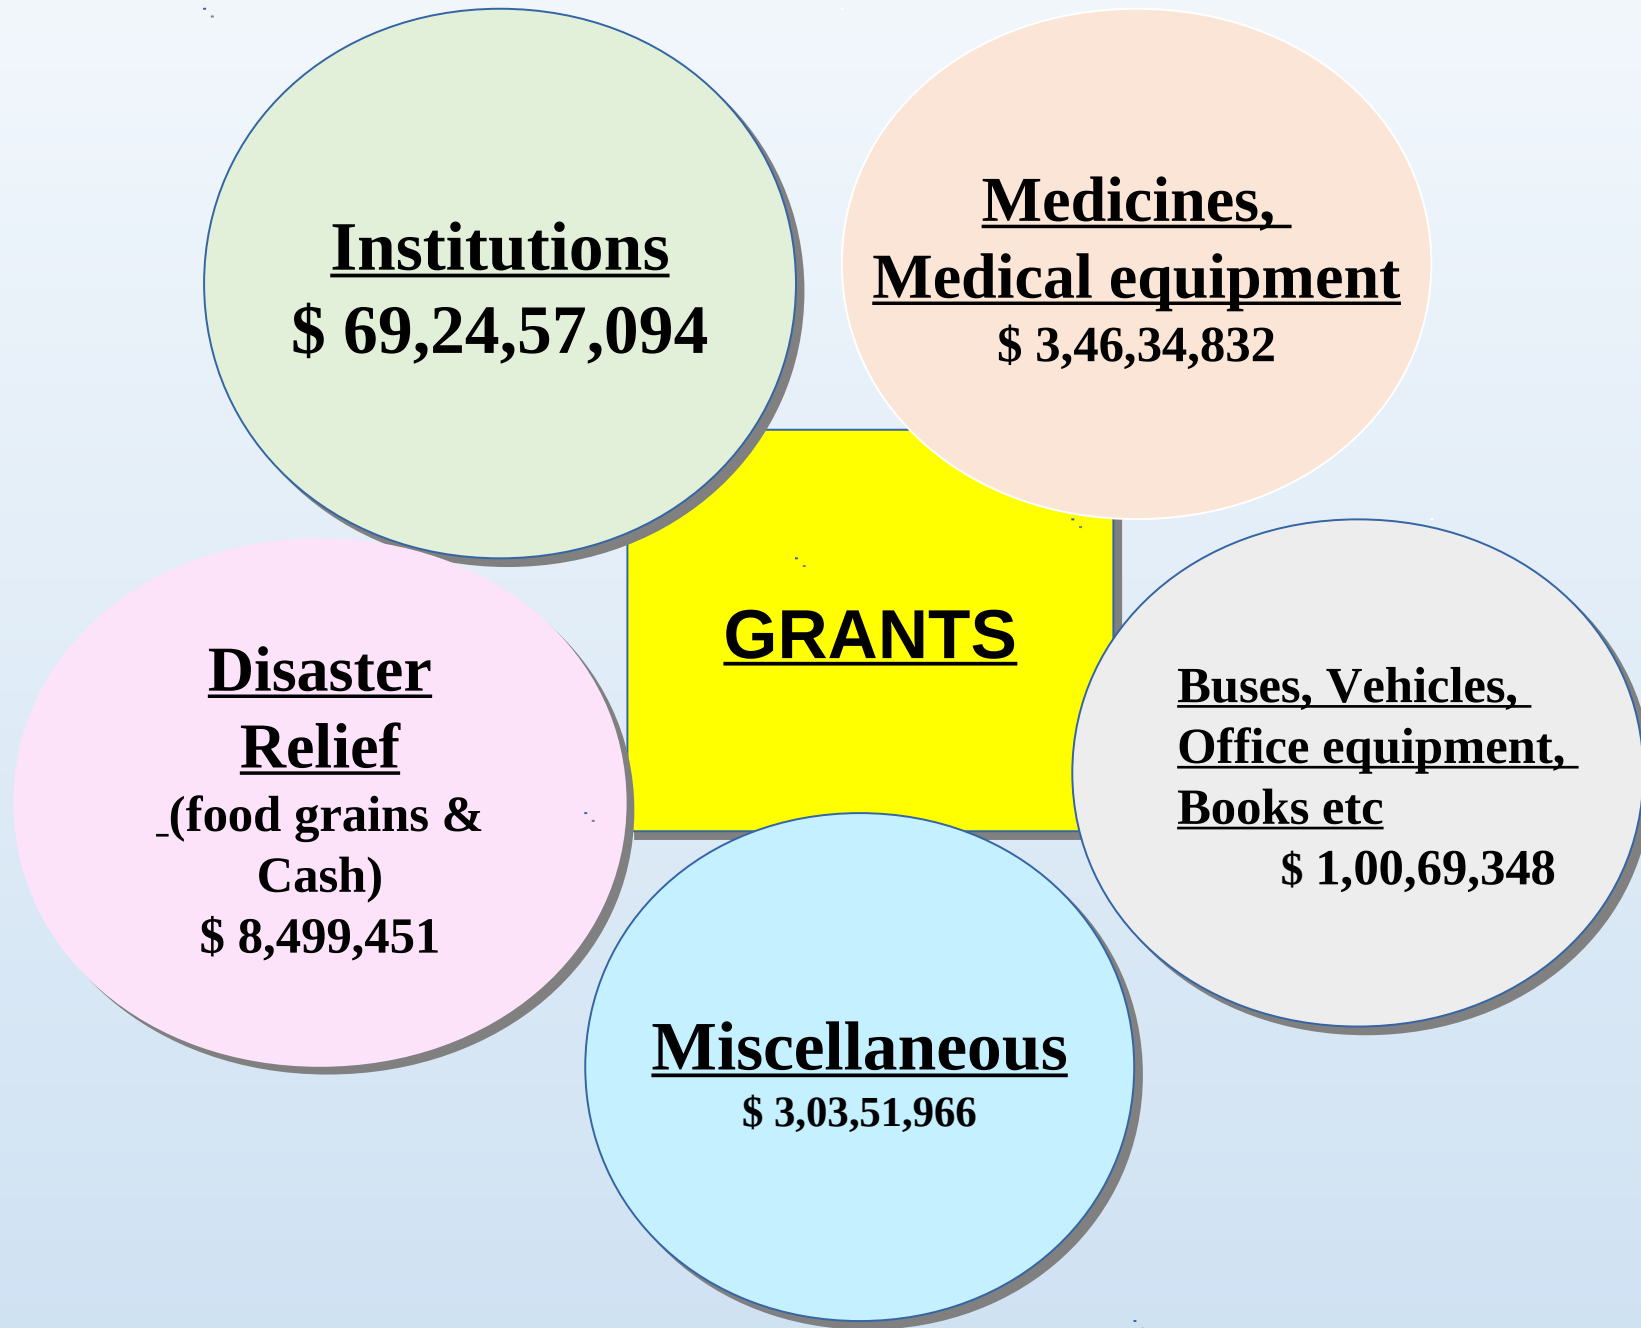 Institutions
$ 69,24,57,094
Medicines,
Medical equipment
$ 3,46,34,832
GRANTS
Disaster
Relief
(food grains &
Cash)
$ 8,499,451
Buses, Vehicles,
Office equipment,
Books etc
$ 1,00,69,348
Miscellaneous
$ 3,03,51,966